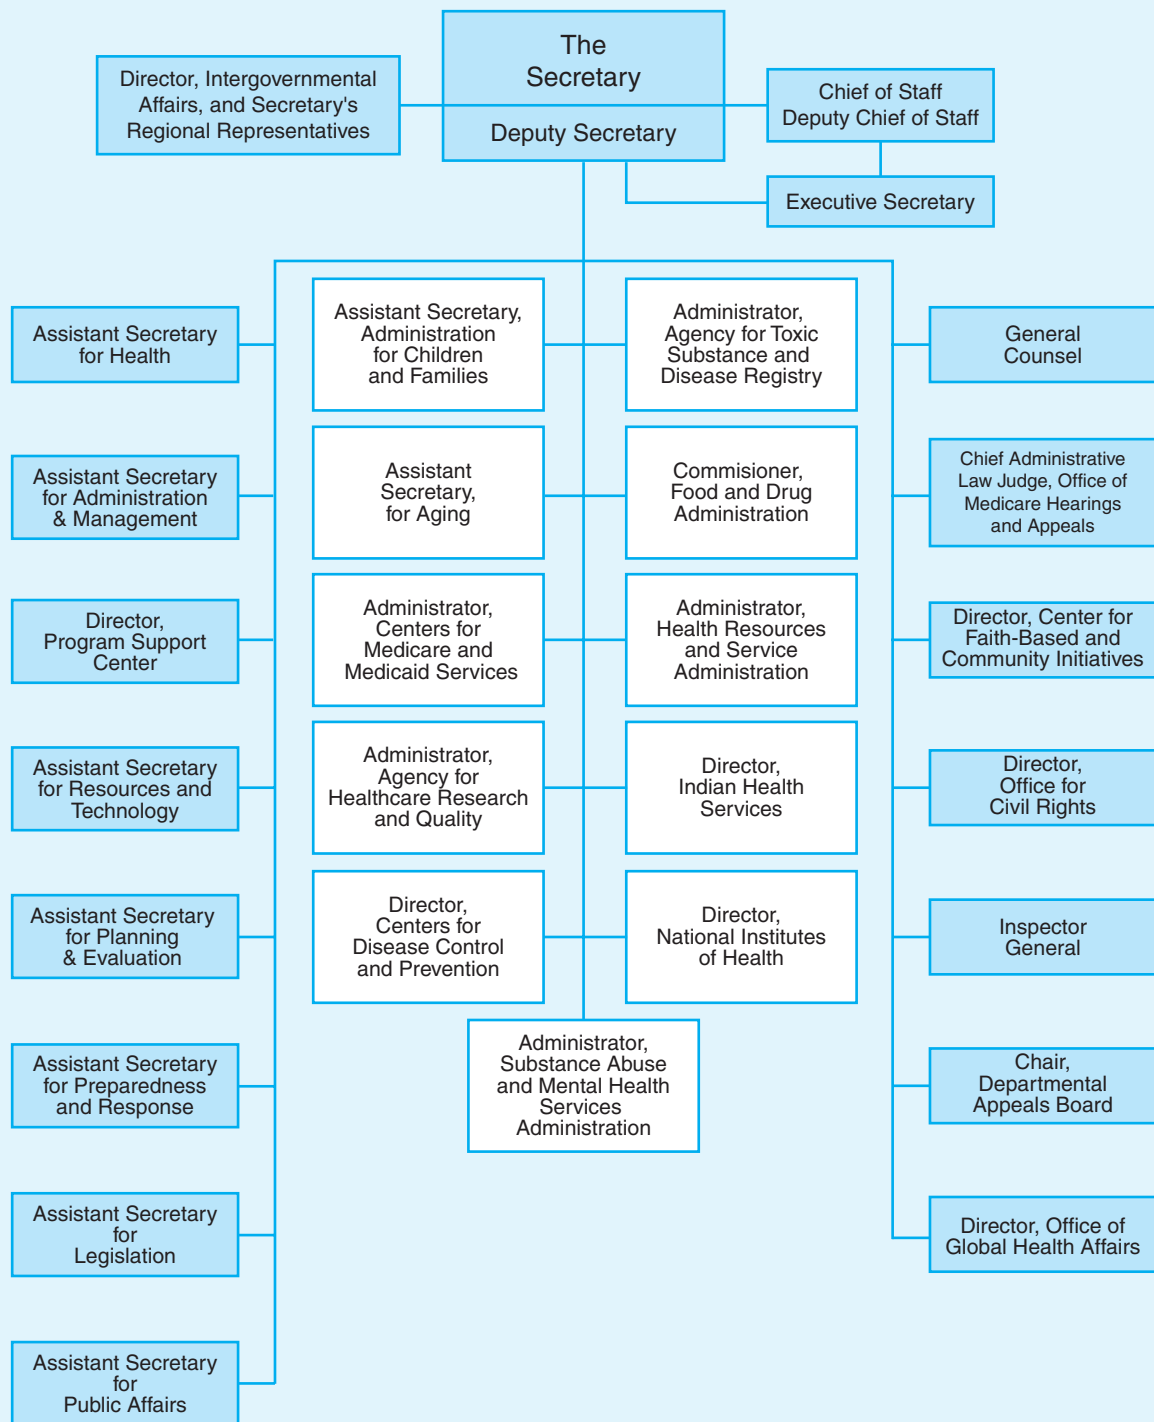 The
Secretary
Deputy Secretary
Director, Intergovernmental
Affairs, and Secretary's
Regional Representatives
Chief of Staff
Deputy Chief of Staff
Executive Secretary
Assistant Secretary
for Health
Assistant Secretary,
Administration
for Children
and Families
Administrator,
Agency for Toxic
Substance and
Disease Registry
General
Counsel
Assistant Secretary
for Administration
& Management
Assistant
Secretary,
for Aging
Commisioner,
Food and Drug
Administration
Chief Administrative
Law Judge, Office of
Medicare Hearings
and Appeals
Director,
Program Support
Center
Administrator,
Centers for
Medicare and
Medicaid Services
Administrator,
Health Resources
and Service
Administration
Director, Center for
Faith-Based and
Community Initiatives
Assistant Secretary
for Resources and
Technology
Administrator,
Agency for
Healthcare Research
and Quality
Director,
Indian Health
Services
Director,
Office for
Civil Rights
Assistant Secretary
for Planning
& Evaluation
Director,
Centers for
Disease Control
and Prevention
Director,
National Institutes
of Health
Inspector
General
Assistant Secretary
for Preparedness
and Response
Administrator,
Substance Abuse
and Mental Health
Services
Administration
Chair,
Departmental
Appeals Board
Assistant Secretary
for
Legislation
Director, Office of
Global Health Affairs
Assistant Secretary
for
Public Affairs